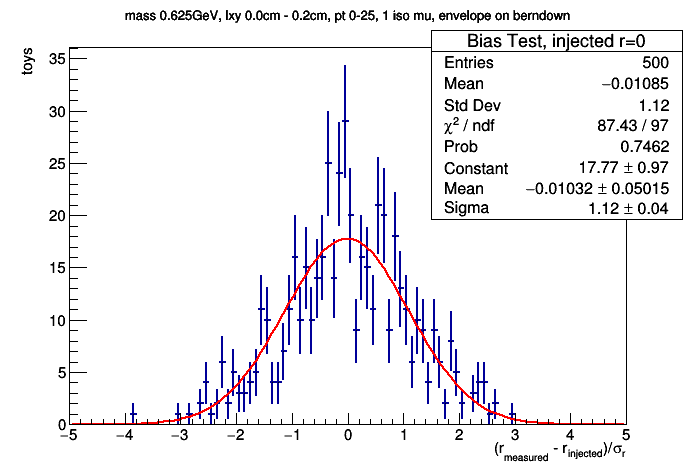 mass 0.625GeV, lxy 0.0cm - 0.2cm, pt 0-25, 1 iso mu, envelope on berndown
toys
Bias Test, injected r=0
Entries 500
Mean −0.01085
Std Dev 1.12
χ² / ndf 87.43 / 97
Prob 0.7462
Constant 17.77 ± 0.97
Mean −0.01032 ± 0.05015
Sigma 1.12 ± 0.04
35
30
25
20
15
10
5
0
−5 −4 −3 −2 −1 0 1 2 3 4 5
(r_measured - r_injected)/σ_r